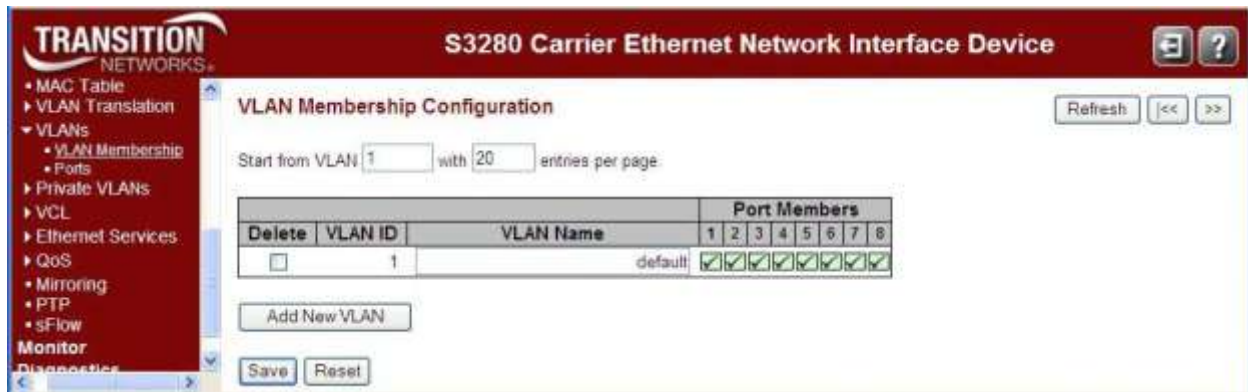 TRANSITION
NETWORKS®
S3280 Carrier Ethernet Network Interface Device
?
• MAC Table
VLAN Translation
VLANs
• VLAN Membership
• Ports
Private VLANs
VCL
Ethernet Services
QoS
• Mirroring
• PTP
• sFlow
Monitor
Diagnostics
VLAN Membership Configuration
Refresh |<< >>
Start from VLAN 1 with 20 entries per page.
Port Members
Delete VLAN ID VLAN Name 1 2 3 4 5 6 7 8
1 default
Add New VLAN
Save Reset